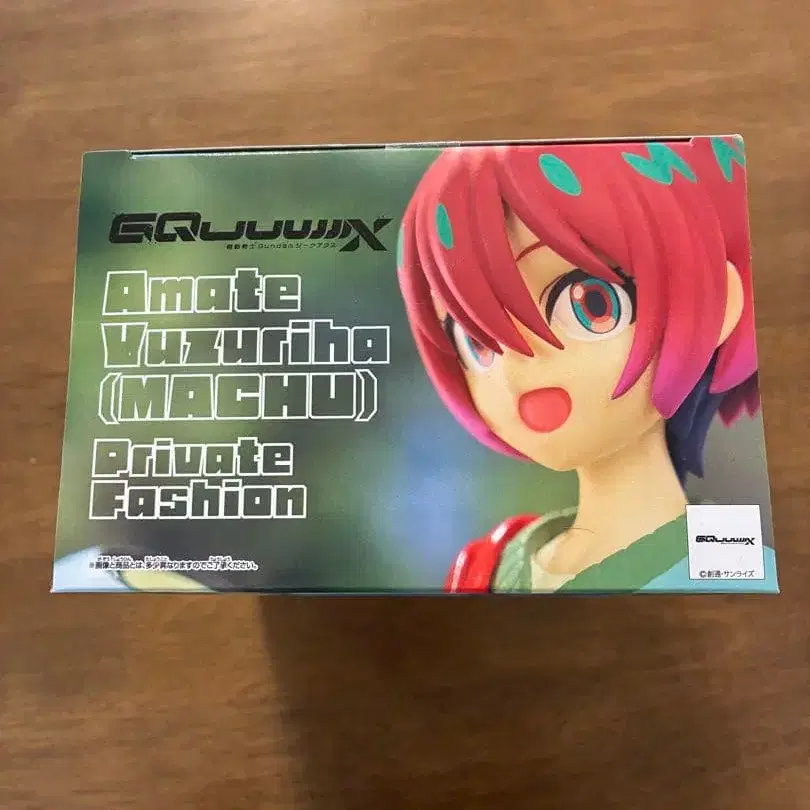 GQuuuuuuX
機動戦士Gundamジークアクス
Amate
Yuzuriha
(MACHU)
Private
Fashion
※画像と商品とは、多少異なりますのでご了承ください。
GQuuuuuuX
©創通・サンライズ